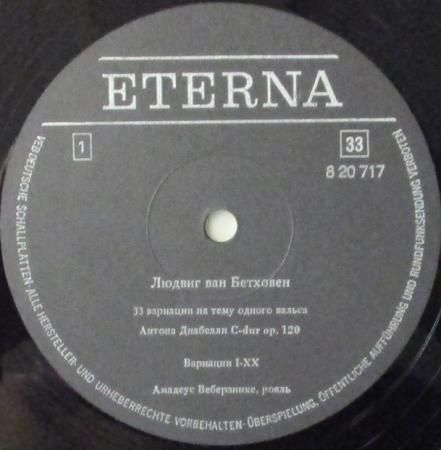 ETERNA
1
33
8 20 717
Людвиг ван Бетховен
33 вариации на тему одного вальса
Антона Диабелли C-dur op. 120
Вариации I-XX
Амадеус Веберзинке, рояль
VEB DEUTSCHE SCHALLPLATTEN·ALLE HERSTELLER- UND URHEBERRECHTE VORBEHALTEN·ÜBERSPIELUNG, ÖFFENTLICHE AUFFÜHRUNG UND RUNDFUNKSENDUNG VERBOTEN